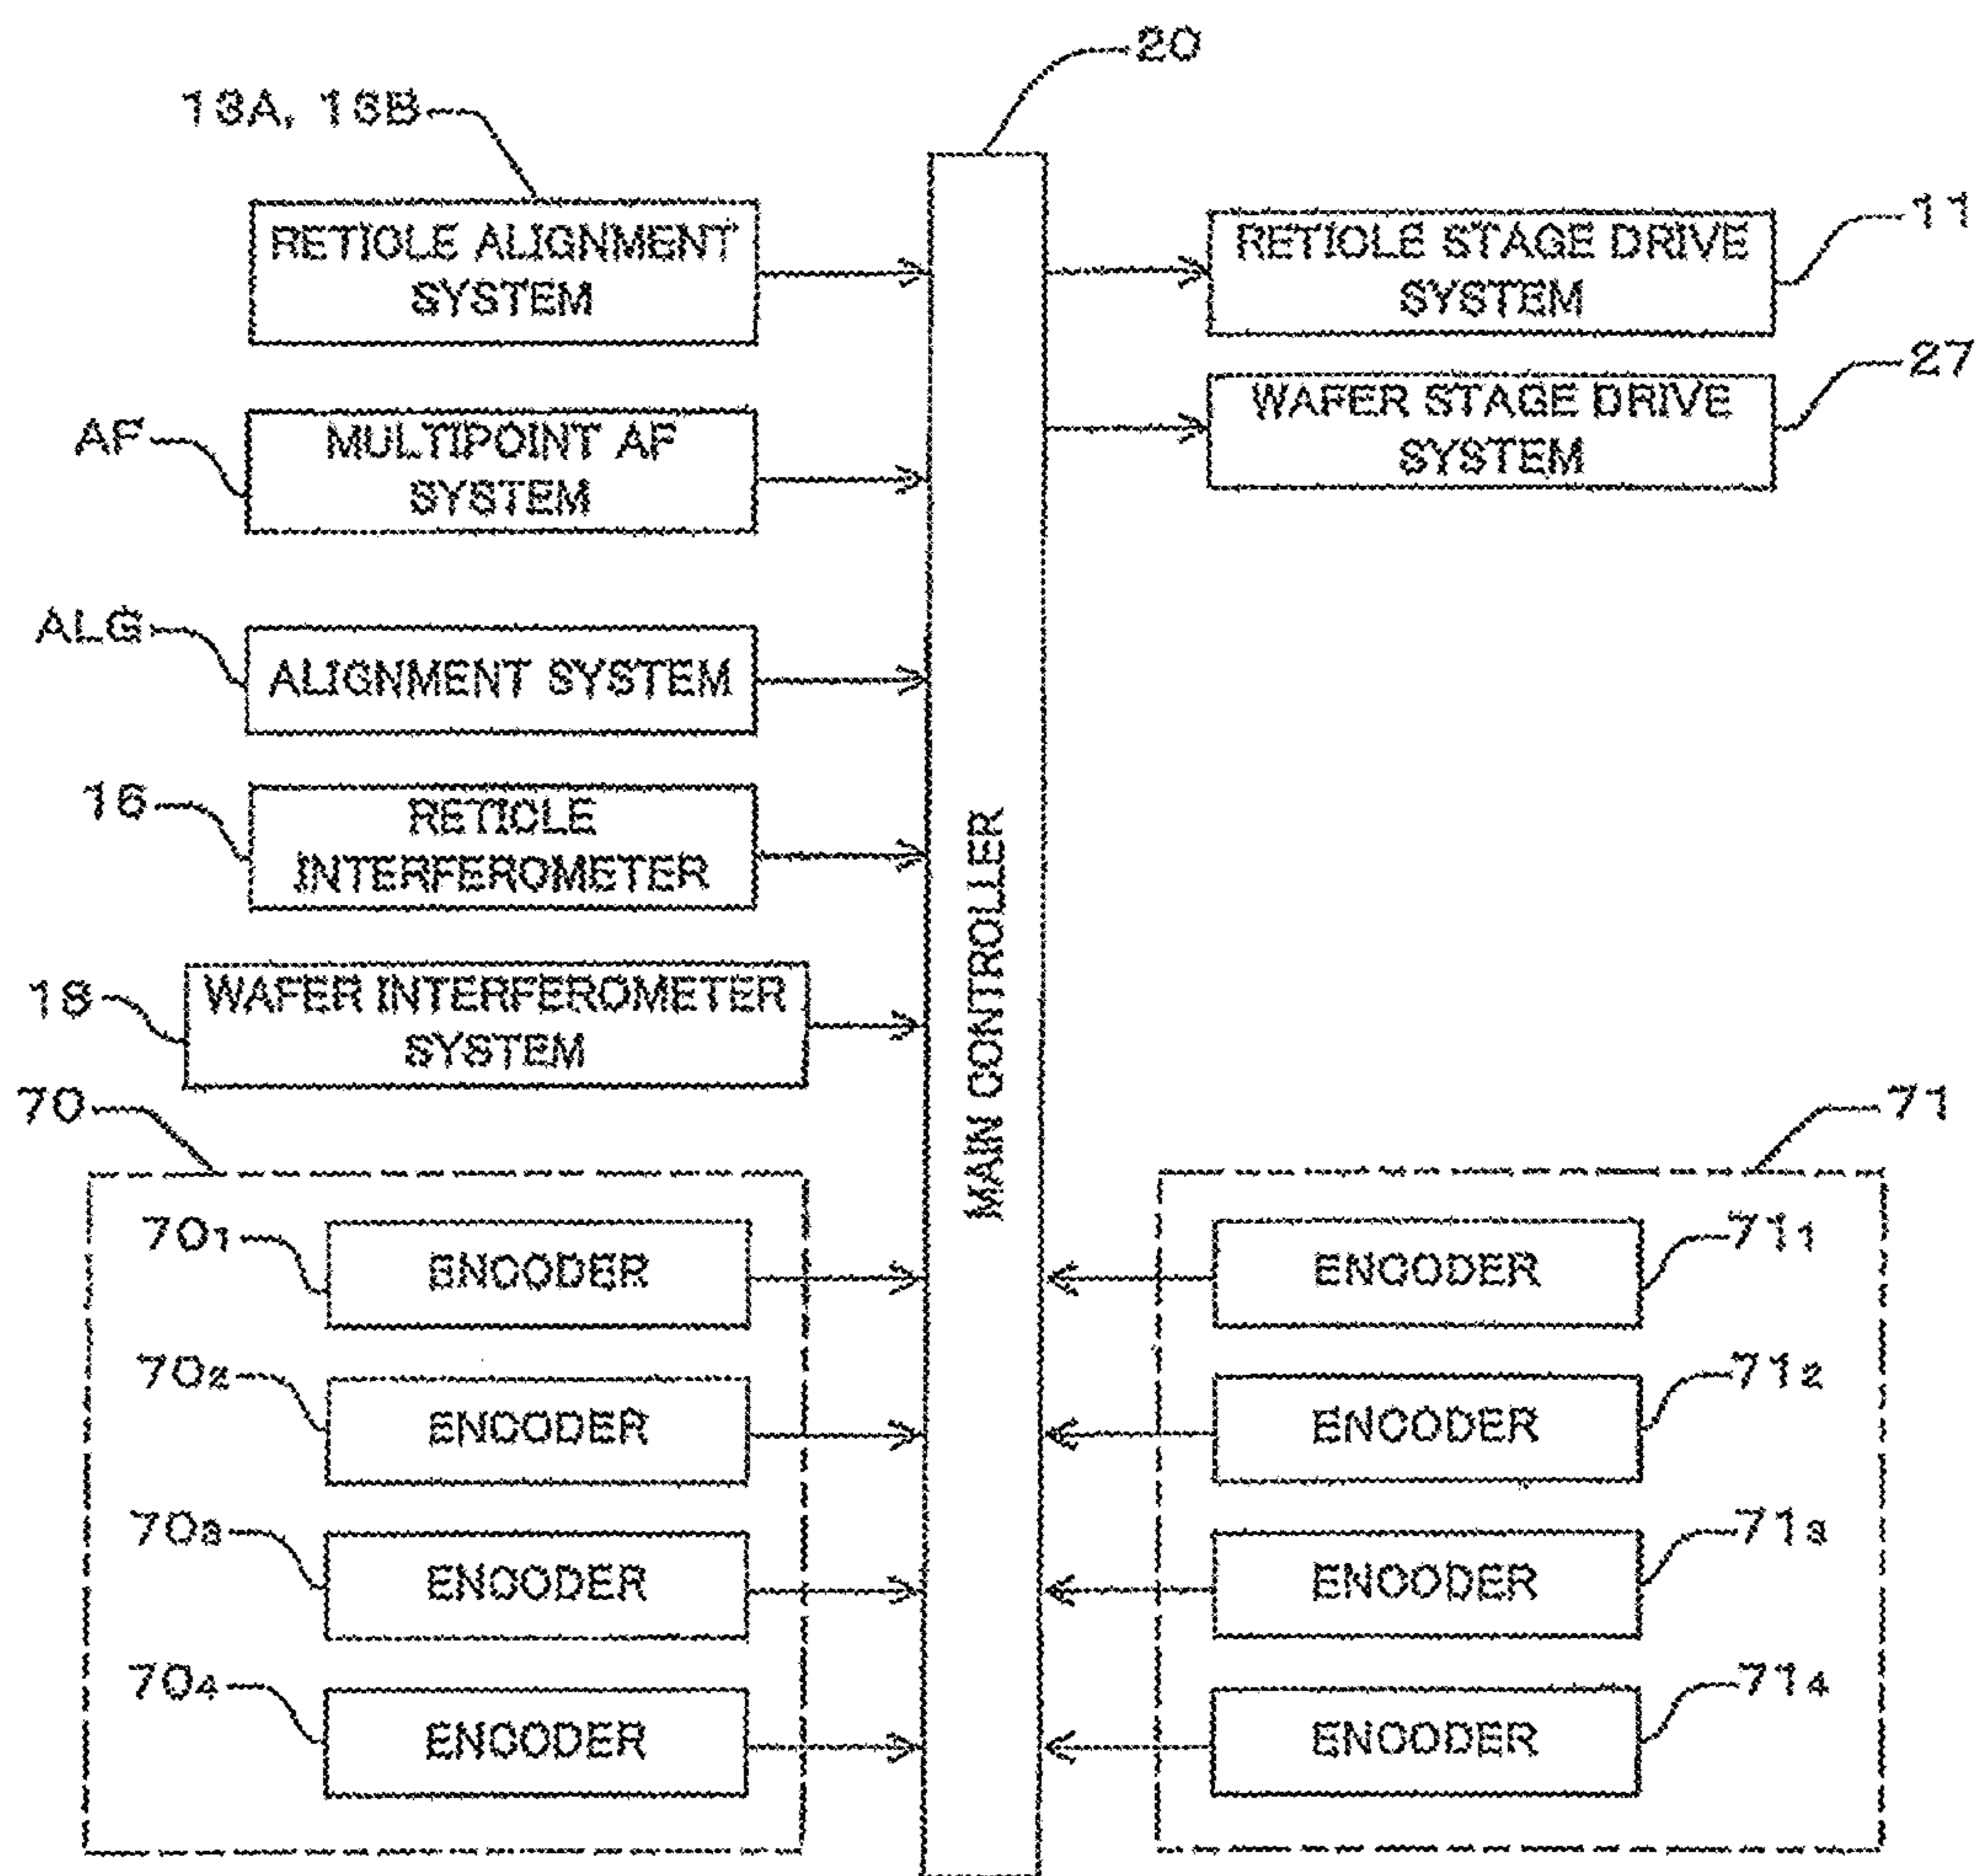 20
13A, 13B
RETICLE ALIGNMENT
SYSTEM
RETICLE STAGE DRIVE
SYSTEM
11
AF
MULTIPOINT AF
SYSTEM
WAFER STAGE DRIVE
SYSTEM
27
ALG
ALIGNMENT SYSTEM
16
RETICLE
INTERFEROMETER
18
WAFER INTERFEROMETER
SYSTEM
MAIN CONTROLLER
70
70₁
ENCODER
70₂
ENCODER
70₃
ENCODER
70₄
ENCODER
71
71₁
ENCODER
71₂
ENCODER
71₃
ENCODER
71₄
ENCODER